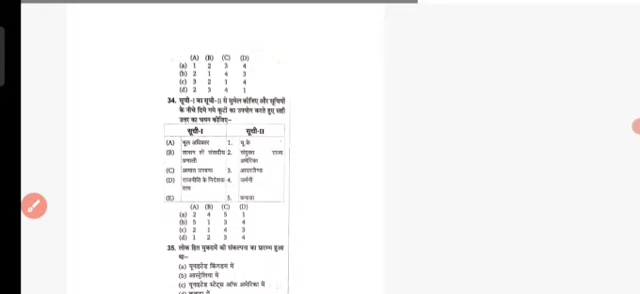 (A) (B) (C) (D)
(a) 1 2 3 4
(b) 2 1 4 3
(c) 3 2 1 4
(d) 2 3 4 1
34. सूची-I का सूची-II से सुमेल कीजिए और सूचियों
के नीचे दिये गये कूटों का उपयोग करते हुए सही
उत्तर का चयन कीजिए–
सूची-I सूची-II
(A) मूल अधिकार 1. यू.के
(B) शासन की संसदीय 2. संयुक्त राज्य
प्रणाली अमेरिका
(C) आपात उपबन्ध 3. आयरलैण्ड
(D) राजनीति के निदेशक 4. जर्मनी
तत्व
(E) 5. कनाडा
(A) (B) (C) (D)
(a) 2 4 5 1
(b) 5 1 3 4
(c) 2 1 4 3
(d) 1 2 3 4
35. लोक हित मुकदमें की संकल्पना का प्रारम्भ हुआ
था–
(a) यूनाइटेड किंगडम में
(b) आस्ट्रेलिया में
(c) यूनाइटेड स्टेट्स ऑफ अमेरिका में